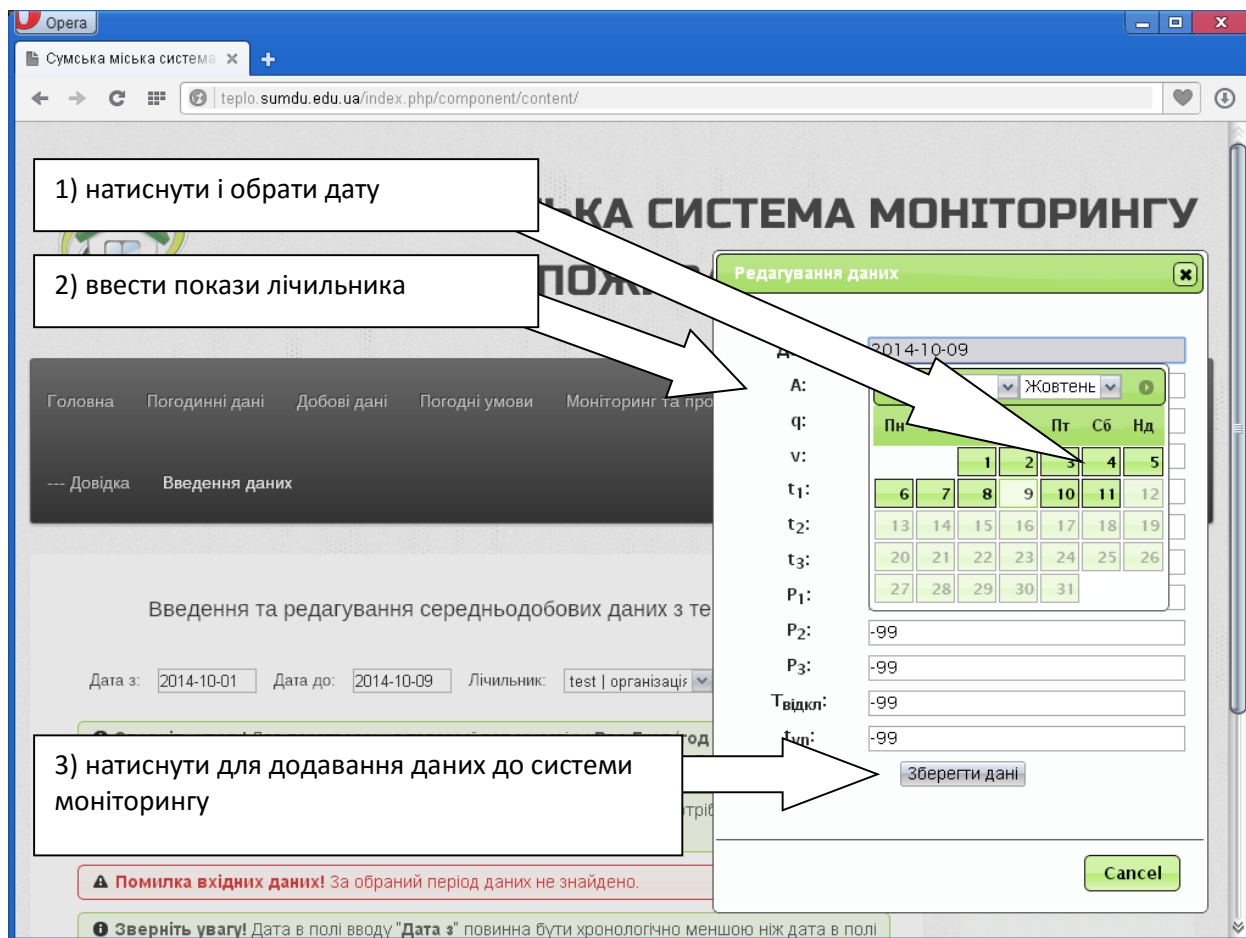 Opera
Сумська міська система
teplo.sumdu.edu.ua/index.php/component/content/
1) натиснути і обрати дату
СИСТЕМА МОНІТОРИНГУ
2) ввести покази лічильника
Редагування даних
2014-10-09
A:
Жовтень
Головна Погодинні дані Добові дані Погодні умови Моніторинг та
q:
Пн Пт Сб Нд
v:
1 2 3 4 5
--- Довідка Введення даних
t₁:
6 7 8 9 10 11 12
t₂:
13 14 15 16 17 18 19
t₃:
20 21 22 23 24 25 26
P₁:
27 28 29 30 31
Введення та редагування середньодобових даних з
P₂: -99
P₃: -99
Дата з: 2014-10-01 Дата до: 2014-10-09 Лічильник: test | організація
Tвідкл: -99
-99
3) натиснути для додавання даних до системи
моніторингу
Зберегти дані
Помилка вхідних даних! За обраний період даних не знайдено.
Cancel
Зверніть увагу! Дата в полі вводу "Дата з" повинна бути хронологічно меншою ніж дата в полі